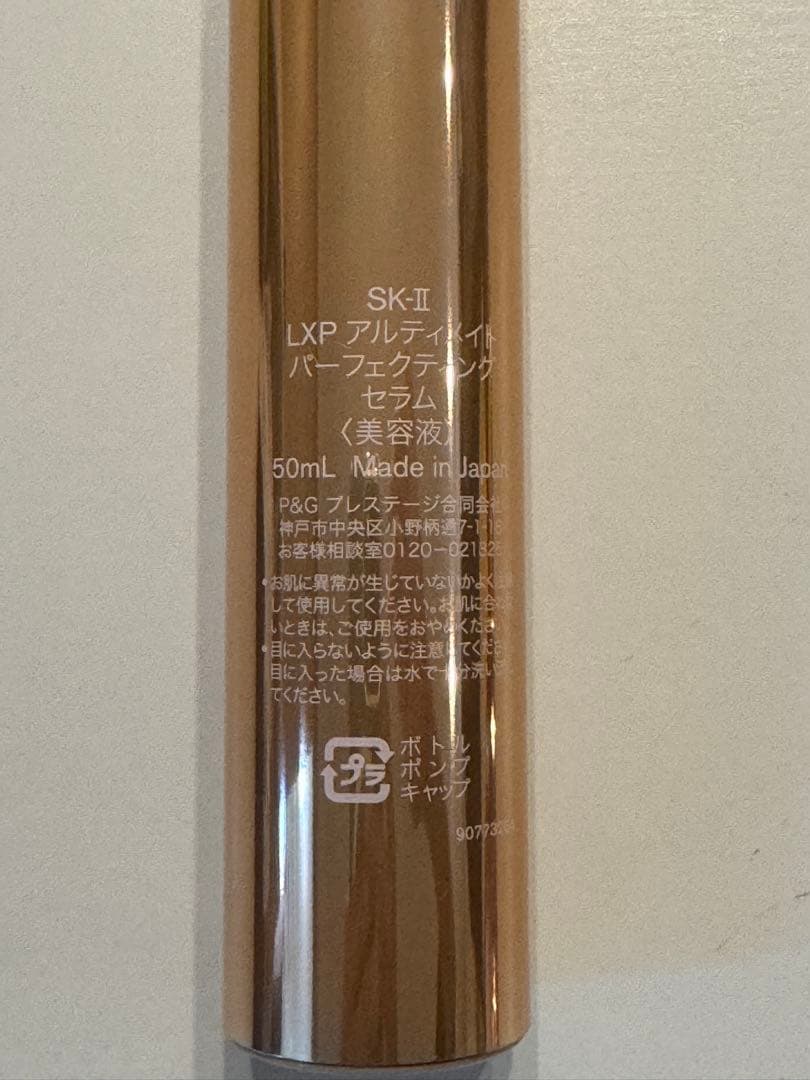 SK-II
LXP アルティメイト
パーフェクティング
セラム
〈美容液〉
50mL Made in Japan
P&G プレステージ合同会社
神戸市中央区小野柄通7-1-18
お客様相談室0120-021325
•お肌に異常が生じていないかよく注意
して使用してください。お肌に合わな
いときは、ご使用をおやめください。
•目に入らないように注意してください。
目に入った場合は水で十分洗い流し
てください。
プラ
ボトル
ポンプ
キャップ